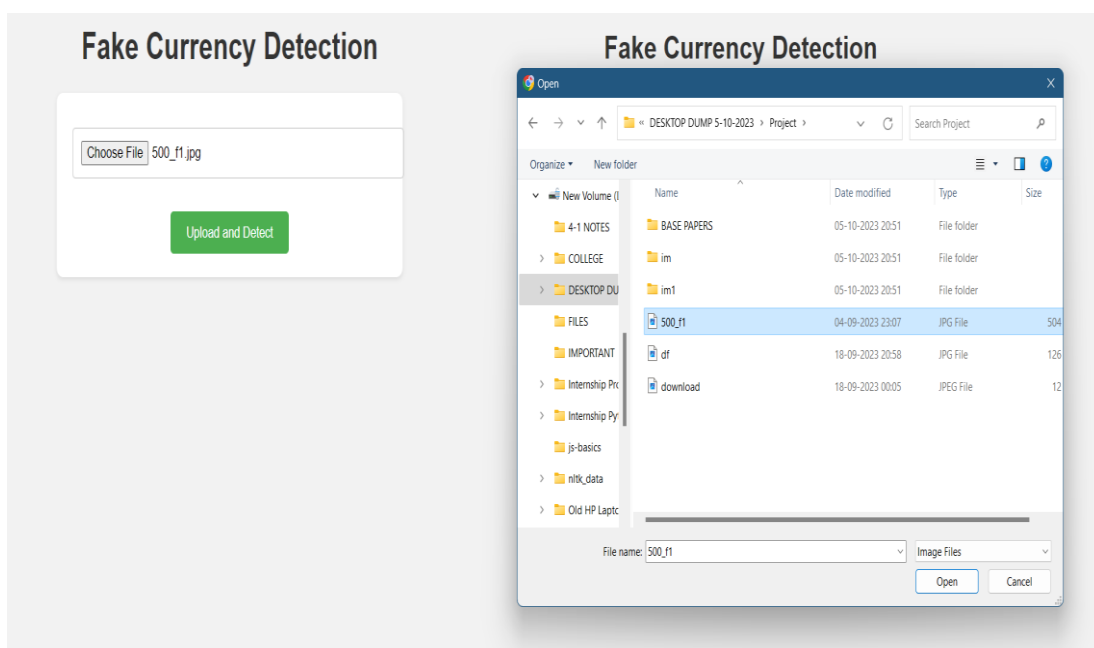 Fake Currency Detection
Choose File 500_f1.jpg
Upload and Detect
Fake Currency Detection
Open X
« DESKTOP DUMP 5-10-2023 › Project ›
Search Project
Organize New folder
New Volume (
4-1 NOTES
COLLEGE
DESKTOP DU
FILES
IMPORTANT
Internship Pro
Internship Py
js-basics
nltk_data
Old HP Lapto
Name Date modified Type Size
BASE PAPERS 05-10-2023 20:51 File folder
im 05-10-2023 20:51 File folder
im1 05-10-2023 20:51 File folder
500_f1 04-09-2023 23:07 JPG File 504
df 18-09-2023 20:58 JPG File 126
download 18-09-2023 00:05 JPEG File 12
File name: 500_f1 Image Files
Open Cancel